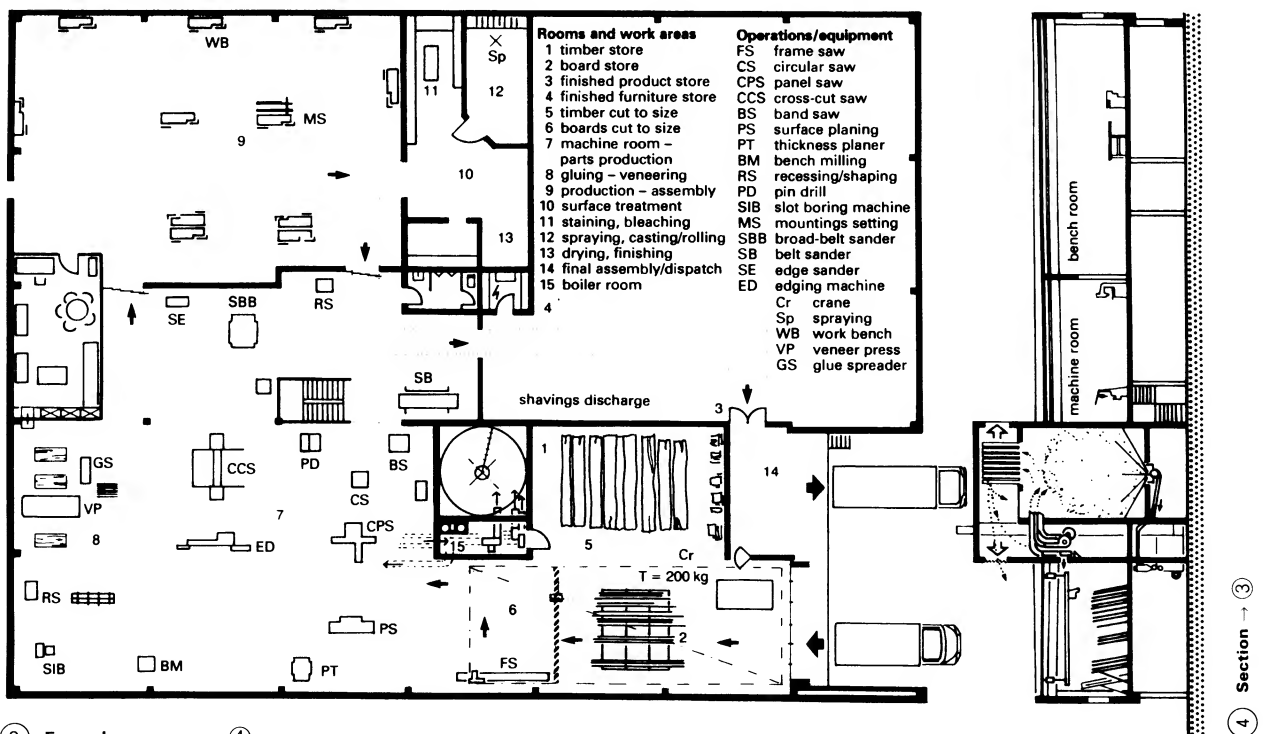 Rooms and work areas
1 timber store
2 board store
3 finished product store
4 finished furniture store
5 timber cut to size
6 boards cut to size
7 machine room –
parts production
8 gluing – veneering
9 production – assembly
10 surface treatment
11 staining, bleaching
12 spraying, casting/rolling
13 drying, finishing
14 final assembly/dispatch
15 boiler room
Operations/equipment
FS frame saw
CS circular saw
CPS panel saw
CCS cross-cut saw
BS band saw
PS surface planing
PT thickness planer
BM bench milling
RS recessing/shaping
PD pin drill
SIB slot boring machine
MS mountings setting
SBB broad-belt sander
SB belt sander
SE edge sander
ED edging machine
Cr crane
Sp spraying
WB work bench
VP veneer press
GS glue spreader
WB
Sp
11
12
MS
9
10
13
SE
SBB
RS
4
SB
shavings discharge
3
GS
CCS
PD
BS
1
14
VP
CS
7
CPS
8
ED
15
5
Cr
T = 200 kg
RS
6
PS
2
SIB
BM
PT
FS
bench room
machine room
4 Section → 3